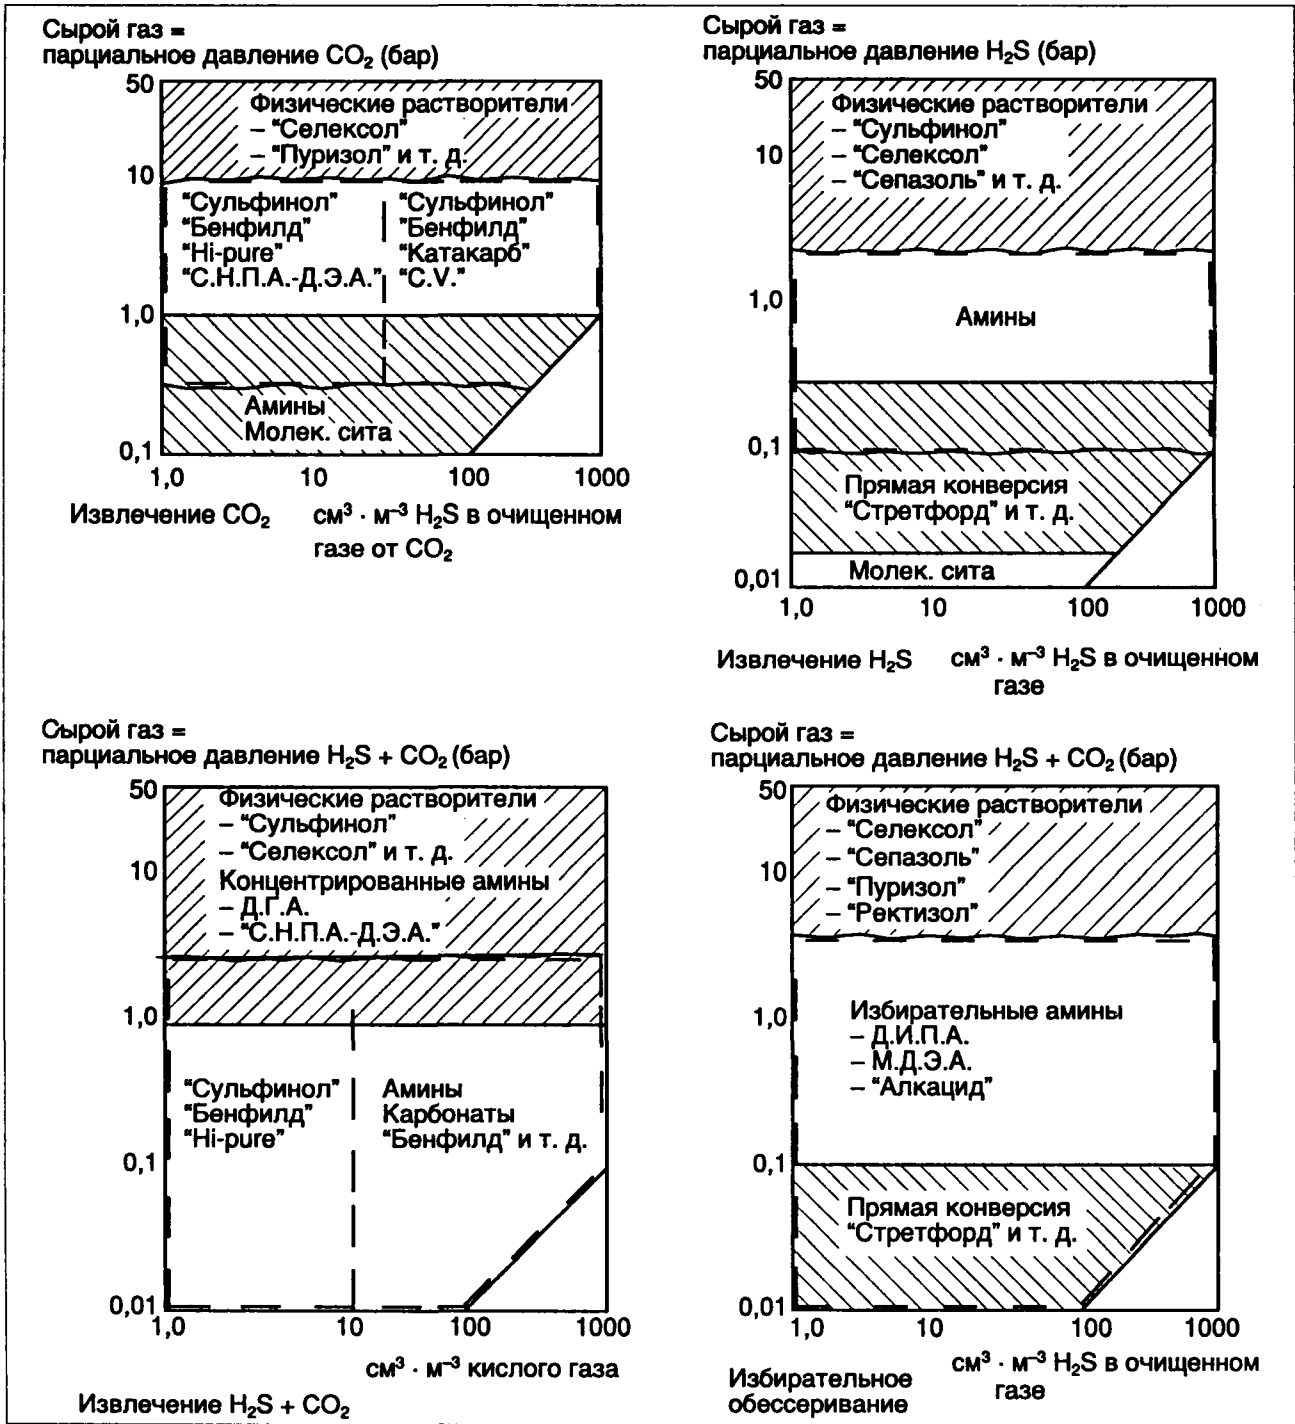 Сырой газ =
парциальное давление CO₂ (бар)
50
Физические растворители
– “Селексол”
– “Пуризол” и т. д.
10
“Сульфинол”
“Бенфилд”
“Hi-pure”
“С.Н.П.А.-Д.Э.А.”
“Сульфинол”
“Бенфилд”
“Катакарб”
“C.V.”
1,0
Амины
Молек. сита
0,1
1,0 10 100 1000
Извлечение CO₂ см³ · м⁻³ H₂S в очищенном
газе от CO₂
Сырой газ =
парциальное давление H₂S (бар)
50
Физические растворители
– “Сульфинол”
– “Селексол”
– “Сепазоль” и т. д.
10
1,0
Амины
0,1
Прямая конверсия
“Стретфорд” и т. д.
Молек. сита
0,01
1,0 10 100 1000
Извлечение H₂S см³ · м⁻³ H₂S в очищенном
газе
Сырой газ =
парциальное давление H₂S + CO₂ (бар)
50
Физические растворители
– “Сульфинол”
– “Селексол” и т. д.
10
Концентрированные амины
– Д.Г.А.
– “С.Н.П.А.-Д.Э.А.”
1,0
“Сульфинол”
“Бенфилд”
“Hi-pure”
Амины
Карбонаты
“Бенфилд” и т. д.
0,1
0,01
1,0 10 100 1000
см³ · м⁻³ кислого газа
Извлечение H₂S + CO₂
Сырой газ =
парциальное давление H₂S + CO₂ (бар)
50
Физические растворители
– “Селексол”
– “Сепазоль”
10
– “Пуризол”
– “Ректизол”
1,0
Избирательные амины
– Д.И.П.А.
– М.Д.Э.А.
– “Алкацид”
0,1
Прямая конверсия
“Стретфорд” и т. д.
0,01
1,0 10 100 1000
Избирательное
обессеривание
см³ · м⁻³ H₂S в очищенном
газе